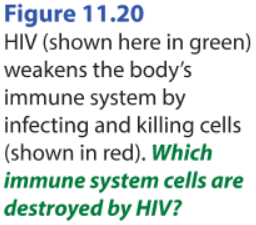 Figure 11.20
HIV (shown here in green)
weakens the body's
immune system by
infecting and killing cells
(shown in red). Which
immune system cells are
destroyed by HIV?